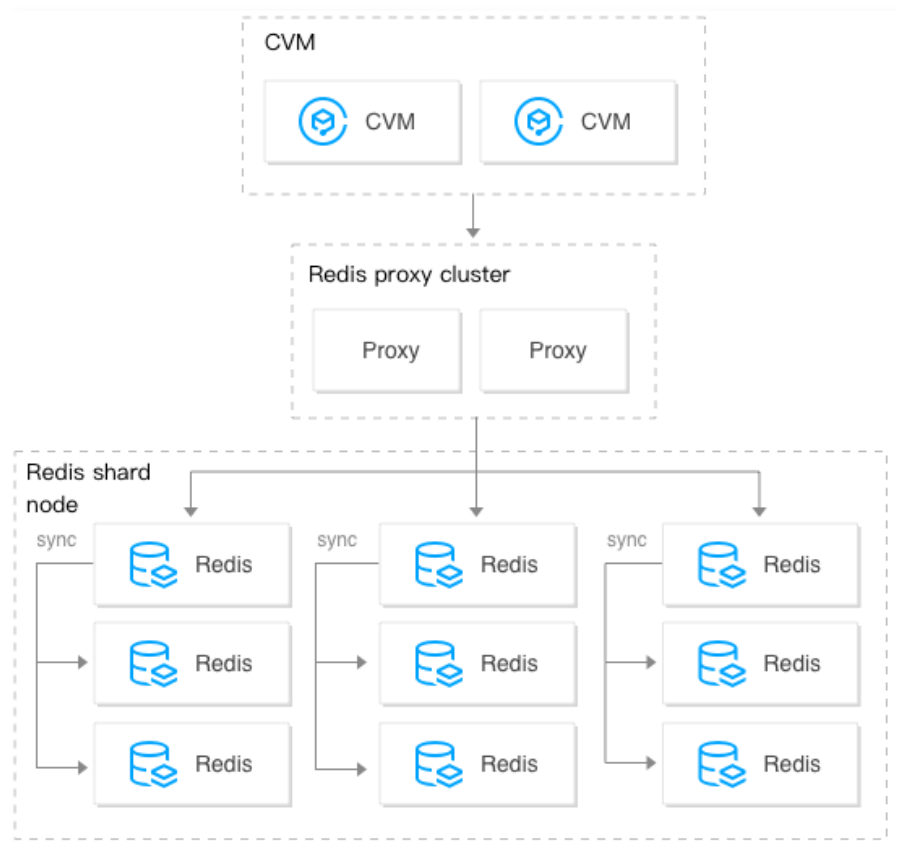 CVM
CVM CVM
Redis proxy cluster
Proxy Proxy
Redis shard
node
sync sync sync
Redis Redis Redis
Redis Redis Redis
Redis Redis Redis